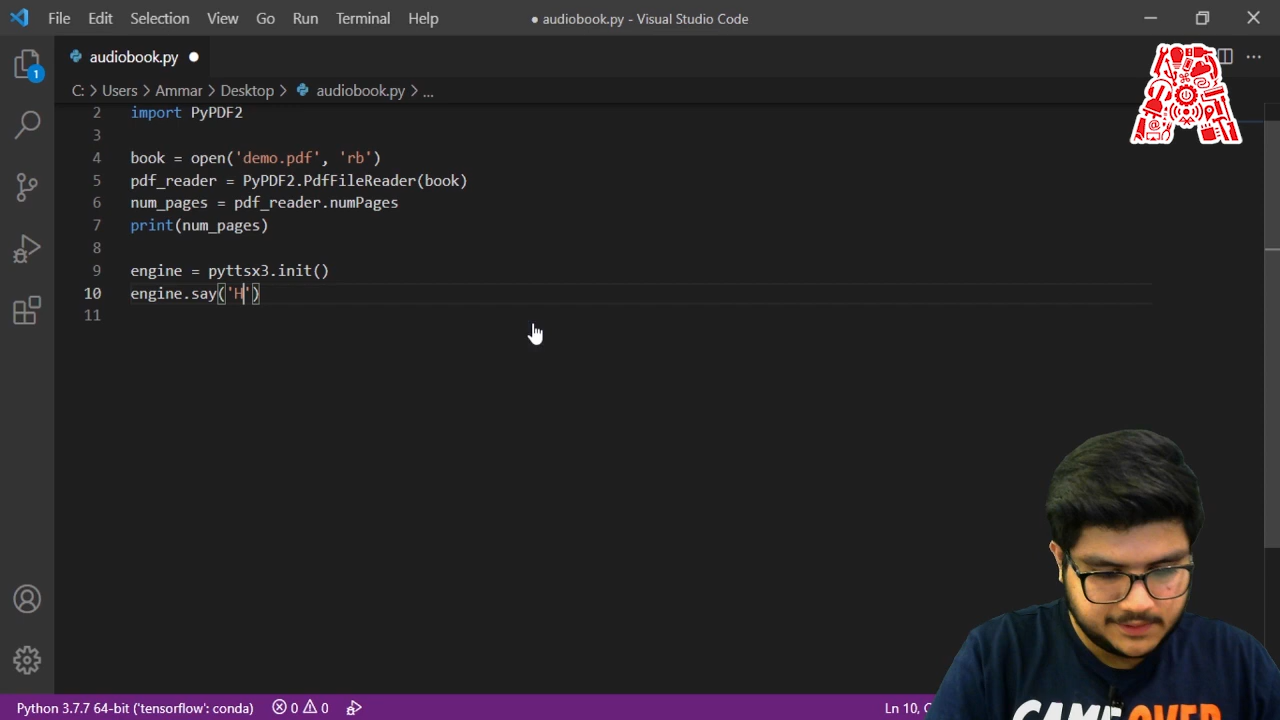 File Edit Selection View Go Run Terminal Help ● audiobook.py - Visual Studio Code
audiobook.py
C: > Users > Ammar > Desktop > audiobook.py > ...
1
2 import PyPDF2
3
4 book = open('demo.pdf', 'rb')
5 pdf_reader = PyPDF2.PdfFileReader(book)
6 num_pages = pdf_reader.numPages
7 print(num_pages)
8
9 engine = pyttsx3.init()
10 engine.say('H')
11
GAME OVER
Python 3.7.7 64-bit ('tensorflow': conda) 0 0 Ln 10,